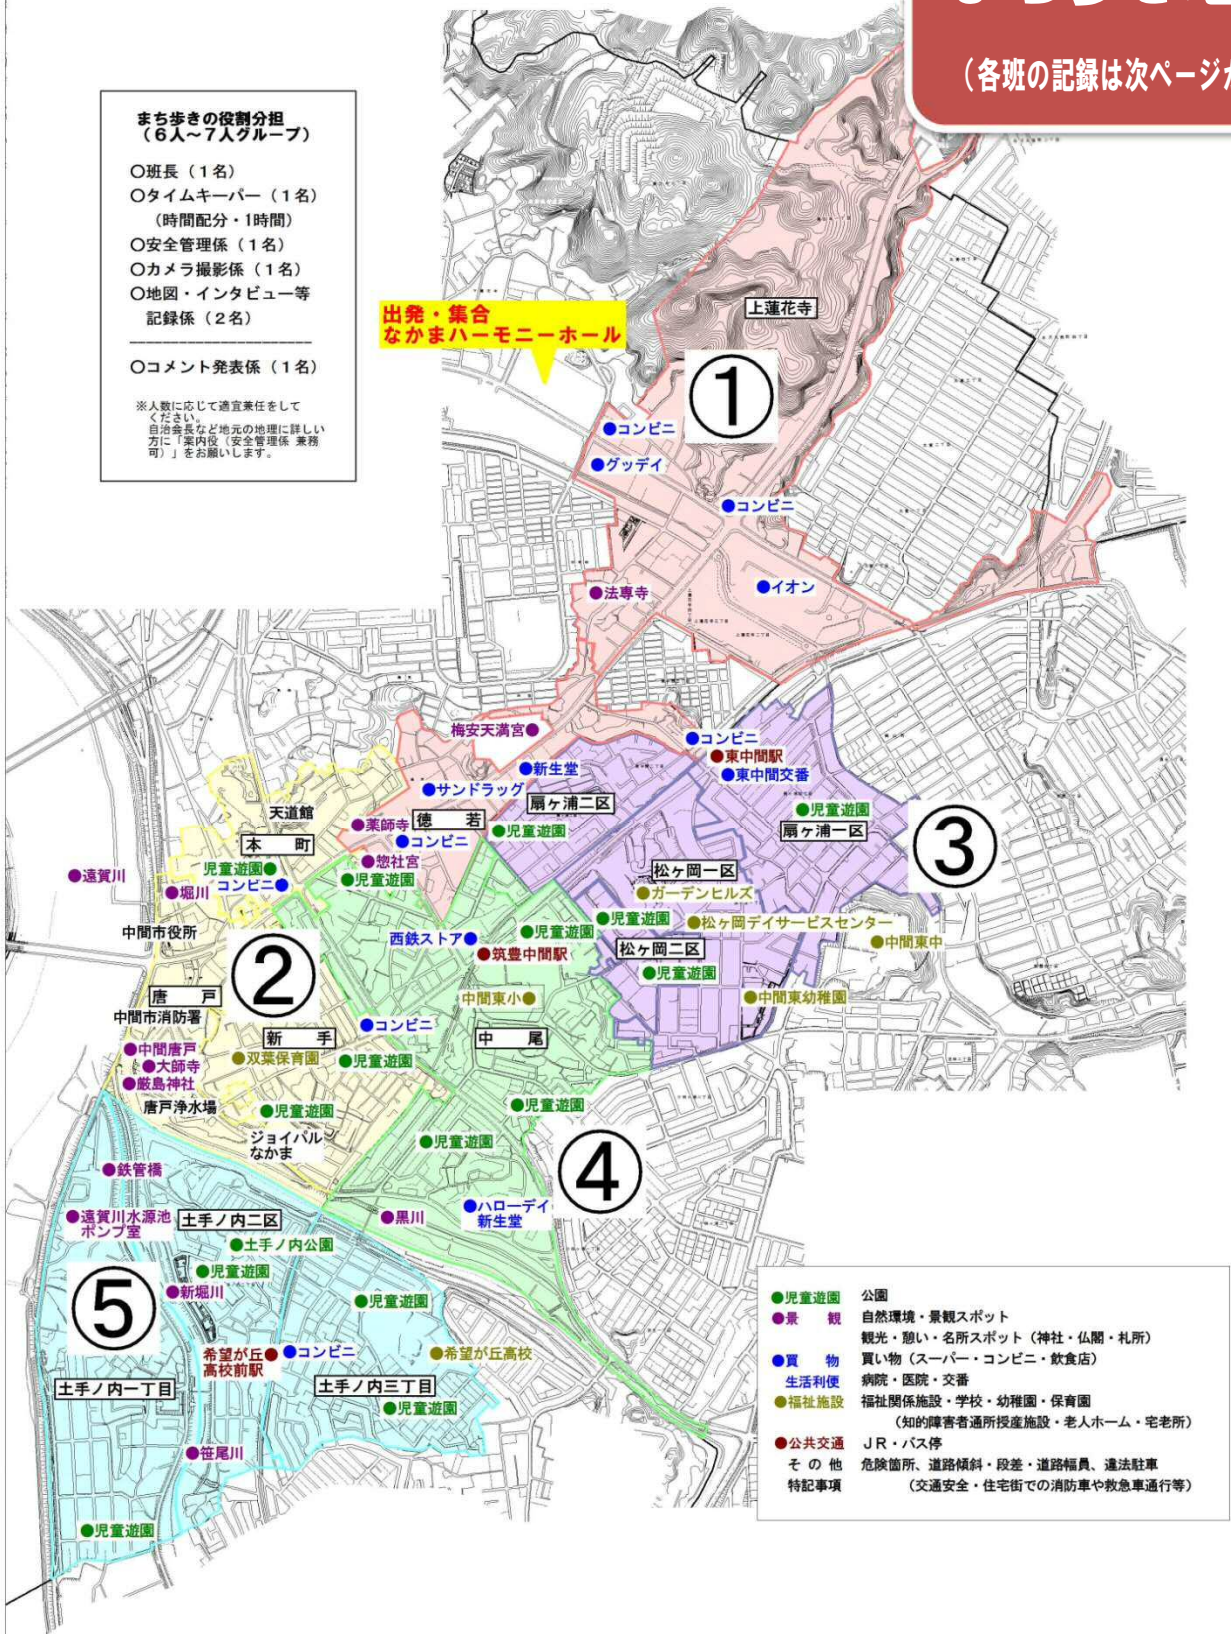 （各班の記録は次ページか
まち歩きの役割分担
（６人～７人グループ）
○班長（１名）
○タイムキーパー（１名）
（時間配分・１時間）
○安全管理係（１名）
○カメラ撮影係（１名）
○地図・インタビュー等
記録係（２名）
○コメント発表係（１名）
※人数に応じて適宜兼任をして
ください。
自治会長など地元の地理に詳しい
方に「案内役（安全管理係 兼務
可）」をお願いします。
出発・集合
なかまハーモニーホール
上蓮花寺
①
●コンビニ
●グッデイ
●コンビニ
●イオン
●法専寺
梅安天満宮●
●コンビニ
●東中間駅
●東中間交番
●新生堂
●サンドラッグ
扇ヶ浦二区
天道館
●児童遊園
扇ヶ浦一区
●薬師寺
徳 若
●児童遊園
本 町
●コンビニ
③
●惣社宮
松ヶ岡一区
児童遊園●
●児童遊園
●遠賀川
コンビニ●
●堀川
●ガーデンヒルズ
●児童遊園
●松ヶ岡デイサービスセンター
中間市役所
西鉄ストア●
●児童遊園
●中間東中
松ヶ岡二区
●筑豊中間駅
②
●児童遊園
唐 戸
中間東小●
●中間東幼稚園
中間市消防署
●コンビニ
新 手
中 尾
●中間唐戸
●双葉保育園
●児童遊園
●大師寺
●厳島神社
唐戸浄水場
●児童遊園
●児童遊園
ジョイパル
なかま
●児童遊園
④
●鉄管橋
●遠賀川水源池
ポンプ室
土手ノ内二区
●黒川
●ハローデイ
新生堂
●土手ノ内公園
●児童遊園
⑤
●新堀川
●児童遊園
希望が丘●
高校前駅
●コンビニ
●希望が丘高校
土手ノ内一丁目
土手ノ内三丁目
●児童遊園
●笹尾川
●児童遊園
●児童遊園 公園
●景 観 自然環境・景観スポット
観光・憩い・名所スポット（神社・仏閣・札所）
●買 物 買い物（スーパー・コンビニ・飲食店）
生活利便 病院・医院・交番
●福祉施設 福祉関係施設・学校・幼稚園・保育園
（知的障害者通所授産施設・老人ホーム・宅老所）
●公共交通 ＪＲ・バス停
そ の 他 危険箇所、道路傾斜・段差・道路幅員、違法駐車
特記事項 （交通安全・住宅街での消防車や救急車通行等）